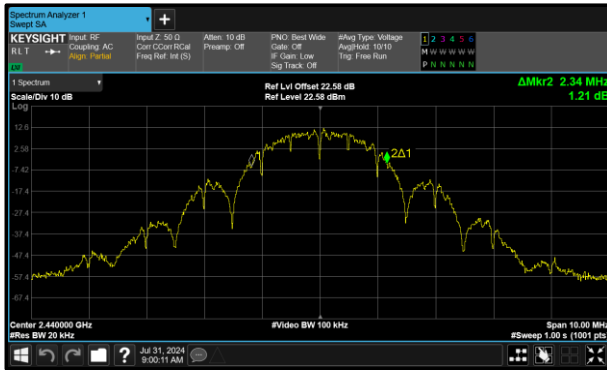 Spectrum Analyzer 1
Swept SA
+
KEYSIGHT Input: RF Input Z: 50 Ω Atten: 10 dB PNO: Best Wide #Avg Type: Voltage 1 2 3 4 5 6
RLT Coupling: AC Corr CCorr RCal Preamp: Off Gate: Off Avg|Hold: 10/10 M W W W W W
Align: Partial Freq Ref: Int (S) IF Gain: Low Trig: Free Run P N N N N N
Sig Track: Off
1 Spectrum Ref Lvl Offset 22.58 dB ΔMkr2 2.34 MHz
Scale/Div 10 dB Ref Level 22.58 dBm 1.21 dB
Log
12.6
2.58 2Δ1
-7.42
-17.4
-27.4
-37.4
-47.4
-57.4
-67.4
Center 2.440000 GHz #Video BW 100 kHz Span 10.00 MHz
#Res BW 20 kHz #Sweep 1.00 s (1001 pts)
? Jul 31, 2024
9:00:11 AM